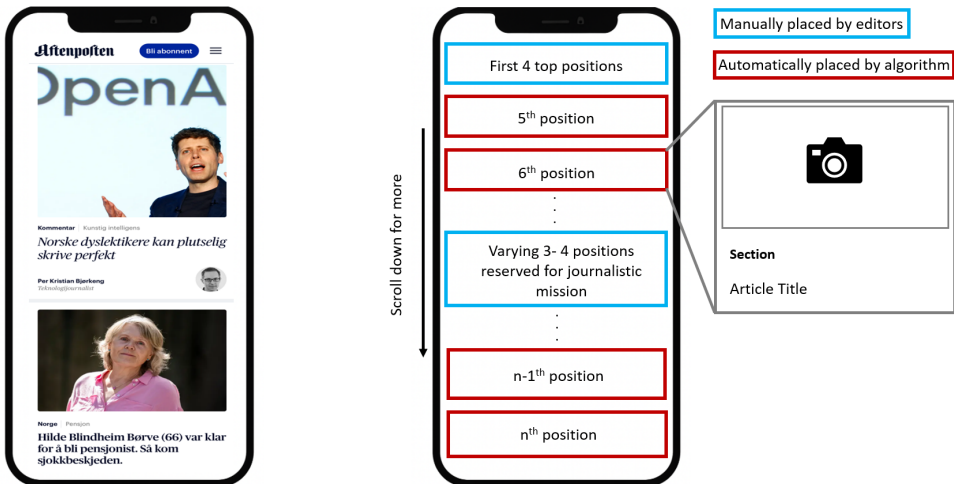 Aftenposten
Bli abonnent
OpenA
Kommentar | Kunstig intelligens
Norske dyslektikere kan plutselig
skrive perfekt
Per Kristian Bjerkeng
Teknologijournalist
Norge | Pensjon
Hilde Blindheim Børve (66) var klar
for å bli pensjonist. Så kom
sjokkbeskjeden.
Scroll down for more
First 4 top positions
5th position
6th position
Varying 3- 4 positions
reserved for journalistic
mission
n-1th position
nth position
Manually placed by editors
Automatically placed by algorithm
Section
Article Title